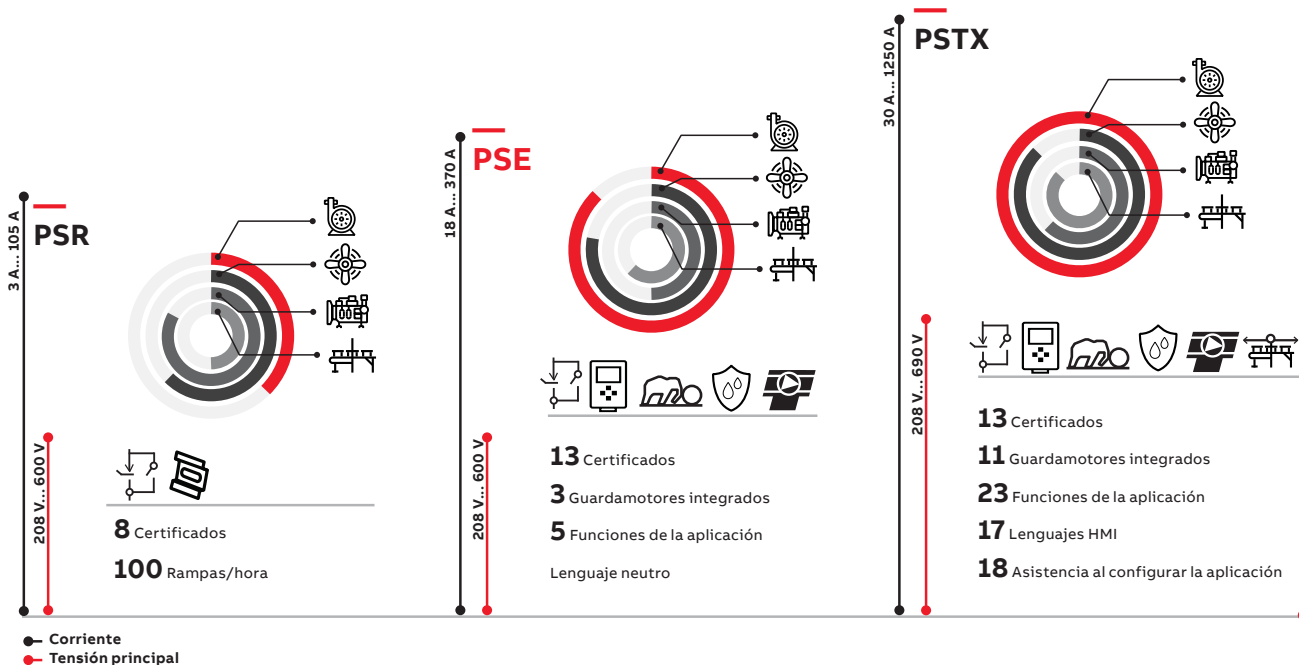 PSR
3 A... 105 A
208 V... 600 V
8 Certificados
100 Rampas/hora
PSE
18 A... 370 A
208 V... 600 V
13 Certificados
3 Guardamotores integrados
5 Funciones de la aplicación
Lenguaje neutro
PSTX
30 A... 1250 A
208 V... 690 V
13 Certificados
11 Guardamotores integrados
23 Funciones de la aplicación
17 Lenguajes HMI
18 Asistencia al configurar la aplicación
Corriente
Tensión principal